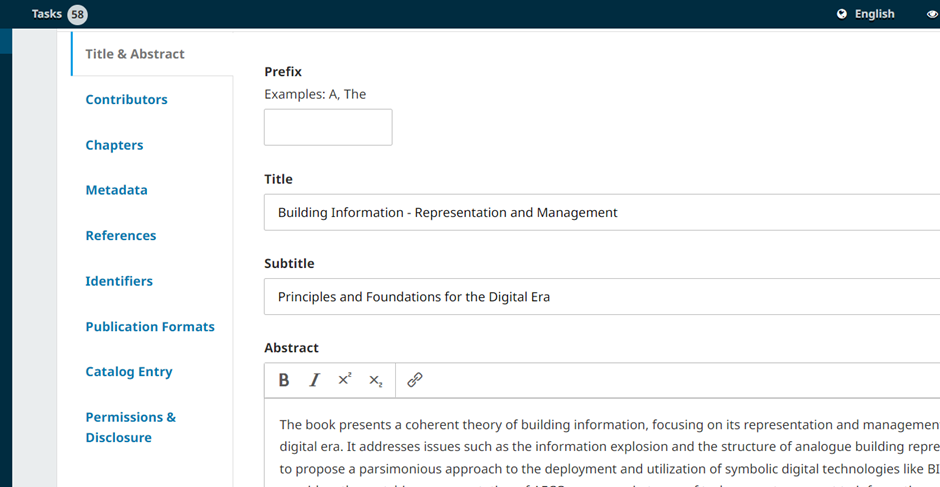 Tasks 58
English
Title & Abstract
Contributors
Chapters
Metadata
References
Identifiers
Publication Formats
Catalog Entry
Permissions &
Disclosure
Prefix
Examples: A, The
Title
Building Information - Representation and Management
Subtitle
Principles and Foundations for the Digital Era
Abstract
B I x² x₂
The book presents a coherent theory of building information, focusing on its representation and managemen
digital era. It addresses issues such as the information explosion and the structure of analogue building repre
to propose a parsimonious approach to the deployment and utilization of symbolic digital technologies like BI